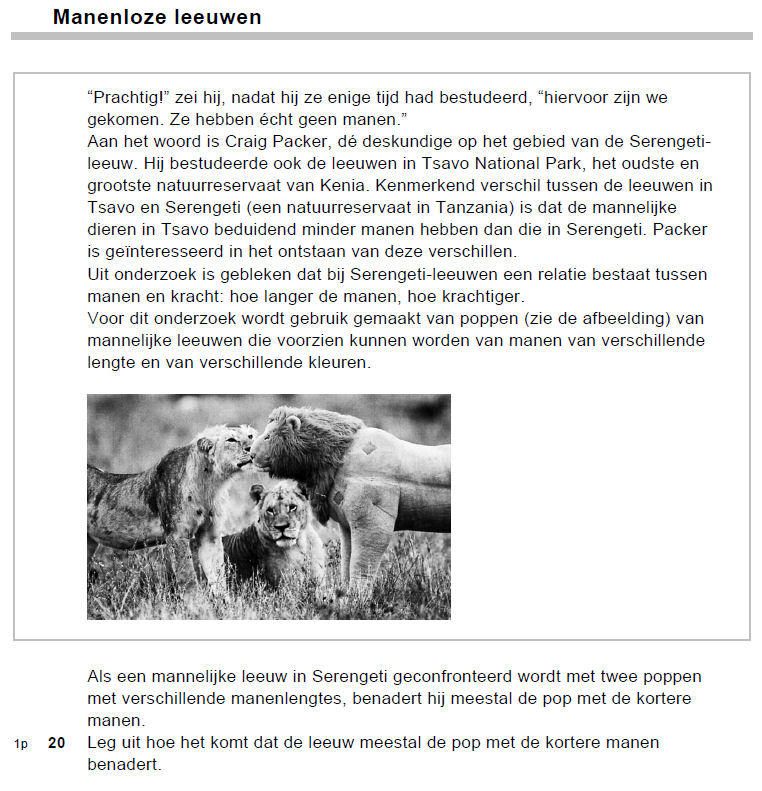 Manenloze leeuwen
“Prachtig!” zei hij, nadat hij ze enige tijd had bestudeerd, “hiervoor zijn we
gekomen. Ze hebben écht geen manen.”
Aan het woord is Craig Packer, dé deskundige op het gebied van de Serengeti-
leeuw. Hij bestudeerde ook de leeuwen in Tsavo National Park, het oudste en
grootste natuurreservaat van Kenia. Kenmerkend verschil tussen de leeuwen in
Tsavo en Serengeti (een natuurreservaat in Tanzania) is dat de mannelijke
dieren in Tsavo beduidend minder manen hebben dan die in Serengeti. Packer
is geïnteresseerd in het ontstaan van deze verschillen.
Uit onderzoek is gebleken dat bij Serengeti-leeuwen een relatie bestaat tussen
manen en kracht: hoe langer de manen, hoe krachtiger.
Voor dit onderzoek wordt gebruik gemaakt van poppen (zie de afbeelding) van
mannelijke leeuwen die voorzien kunnen worden van manen van verschillende
lengte en van verschillende kleuren.
Als een mannelijke leeuw in Serengeti geconfronteerd wordt met twee poppen
met verschillende manenlengtes, benadert hij meestal de pop met de kortere
manen.
1p 20 Leg uit hoe het komt dat de leeuw meestal de pop met de kortere manen
benadert.